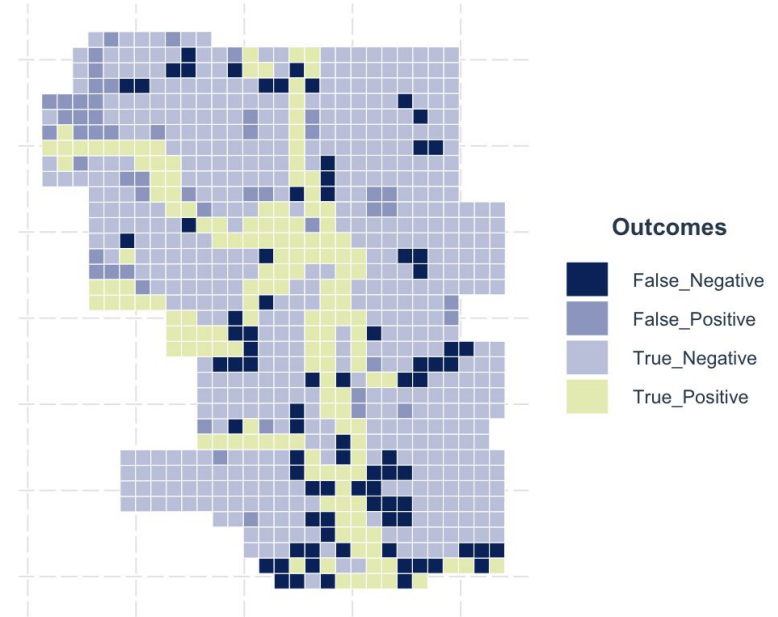 Outcomes
False_Negative
False_Positive
True_Negative
True_Positive